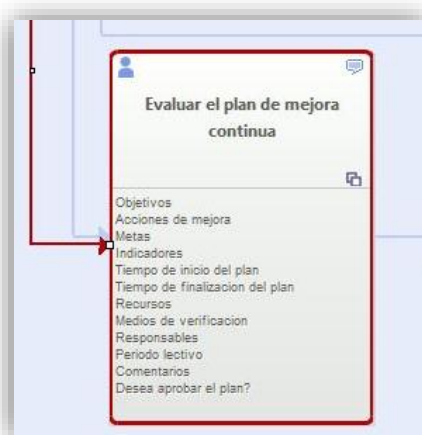 Evaluar el plan de mejora
continua
Objetivos
Acciones de mejora
Metas
Indicadores
Tiempo de inicio del plan
Tiempo de finalizacion del plan
Recursos
Medios de verificacion
Responsables
Periodo lectivo
Comentarios
Desea aprobar el plan?